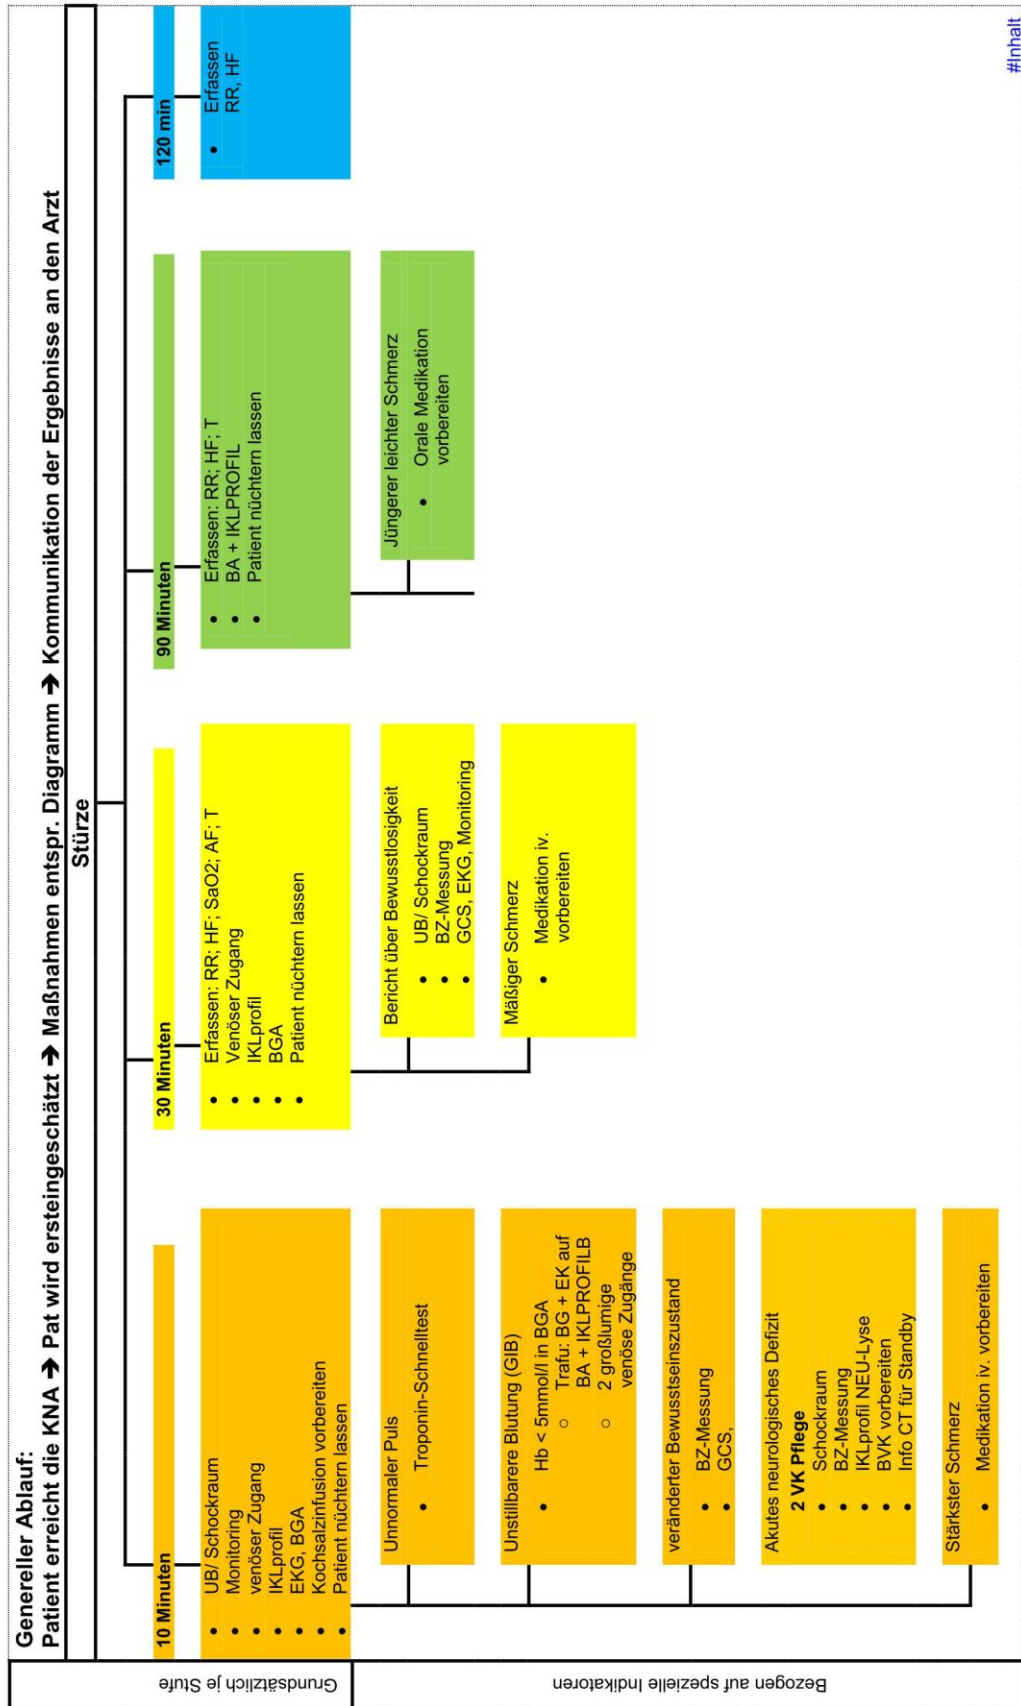 Genereller Ablauf:
Patient erreicht die KNA ➔ Pat wird ersteingeschätzt ➔ Maßnahmen entspr. Diagramm ➔ Kommunikation der Ergebnisse an den Arzt
Stürze
Grundsätzlich je Stufe
10 Minuten
• UB/ Schockraum
• Monitoring
• venöser Zugang
• IKLprofil
• EKG, BGA
• Kochsalzinfusion vorbereiten
• Patient nüchtern lassen
30 Minuten
• Erfassen: RR; HF; SaO2; AF; T
• Venöser Zugang
• IKLprofil
• BGA
• Patient nüchtern lassen
90 Minuten
• Erfassen: RR; HF; T
• BA + IKLPROFIL
• Patient nüchtern lassen
120 min
• Erfassen
RR, HF
Bezogen auf spezielle Indikatoren
Unnormaler Puls
• Troponin-Schnelltest
Unstillbarere Blutung (GIB)
• Hb < 5mmol/l in BGA
○ Trafu: BG + EK auf
BA + IKLPROFILB
○ 2 großlumige
venöse Zugänge
veränderter Bewusstseinszustand
• BZ-Messung
• GCS,
Akutes neurologisches Defizit
2 VK Pflege
• Schockraum
• BZ-Messung
• IKLprofil NEU-Lyse
• BVK vorbereiten
• Info CT für Standby
Stärkster Schmerz
• Medikation iv. vorbereiten
Bericht über Bewusstlosigkeit
• UB/ Schockraum
• BZ-Messung
• GCS, EKG, Monitoring
Mäßiger Schmerz
• Medikation iv.
vorbereiten
Jüngerer leichter Schmerz
• Orale Medikation
vorbereiten
#Inhalt